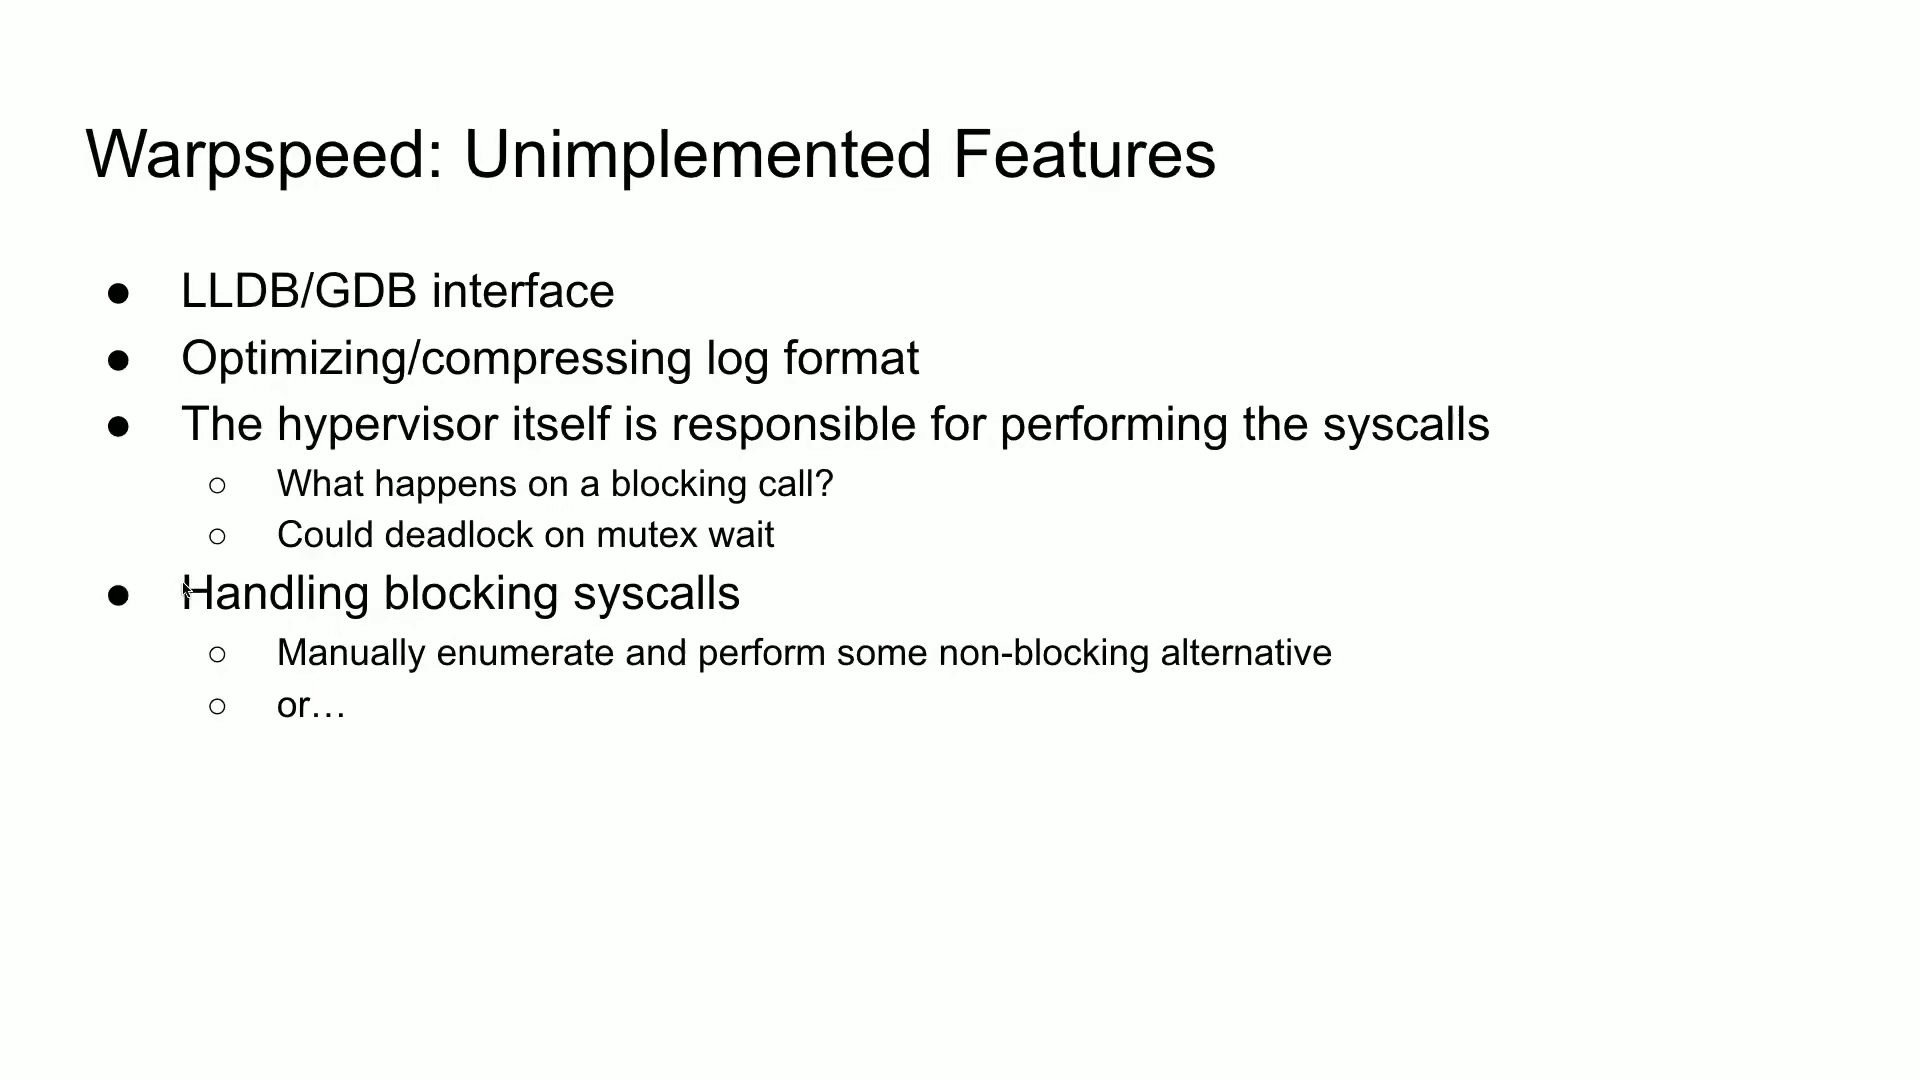 Warpspeed: Unimplemented Features
● LLDB/GDB interface
● Optimizing/compressing log format
● The hypervisor itself is responsible for performing the syscalls
○ What happens on a blocking call?
○ Could deadlock on mutex wait
● Handling blocking syscalls
○ Manually enumerate and perform some non-blocking alternative
○ or…